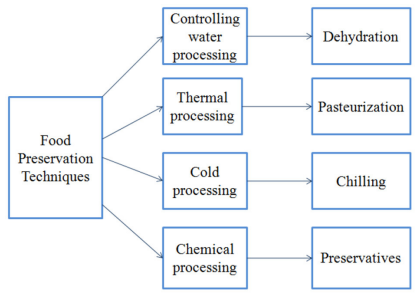 Food
Preservation
Techniques
Controlling
water
processing
Dehydration
Thermal
processing
Pasteurization
Cold
processing
Chilling
Chemical
processing
Preservatives